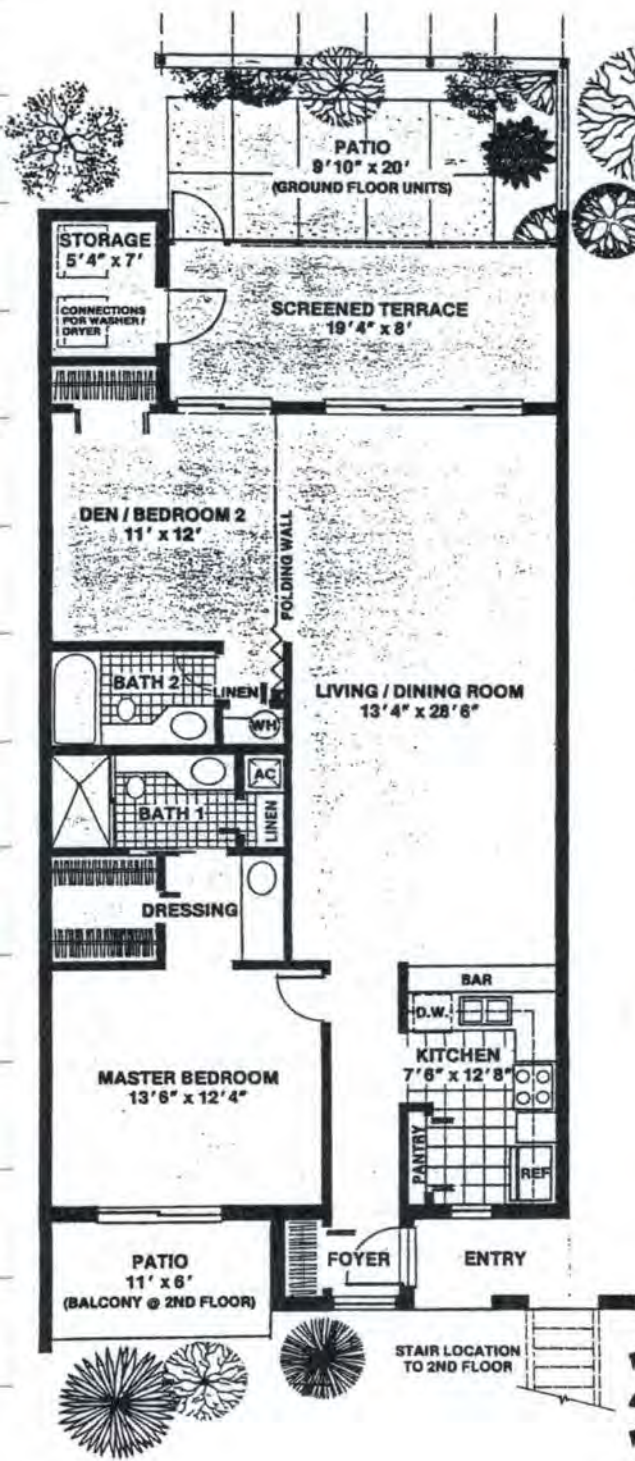 PATIO
9'10" x 20'
(GROUND FLOOR UNITS)
STORAGE
5'4" x 7'
CONNECTIONS
FOR WASHER /
DRYER
SCREENED TERRACE
19'4" x 8'
DEN / BEDROOM 2
11' x 12'
FOLDING WALL
BATH 2
LINEN
WH
LIVING / DINING ROOM
13'4" x 28'6"
AC
BATH 1
LINEN
DRESSING
BAR
D.W.
KITCHEN
7'6" x 12'8"
MASTER BEDROOM
13'6" x 12'4"
PANTRY
REF
PATIO
11' x 6'
(BALCONY @ 2ND FLOOR)
FOYER
ENTRY
STAIR LOCATION
TO 2ND FLOOR